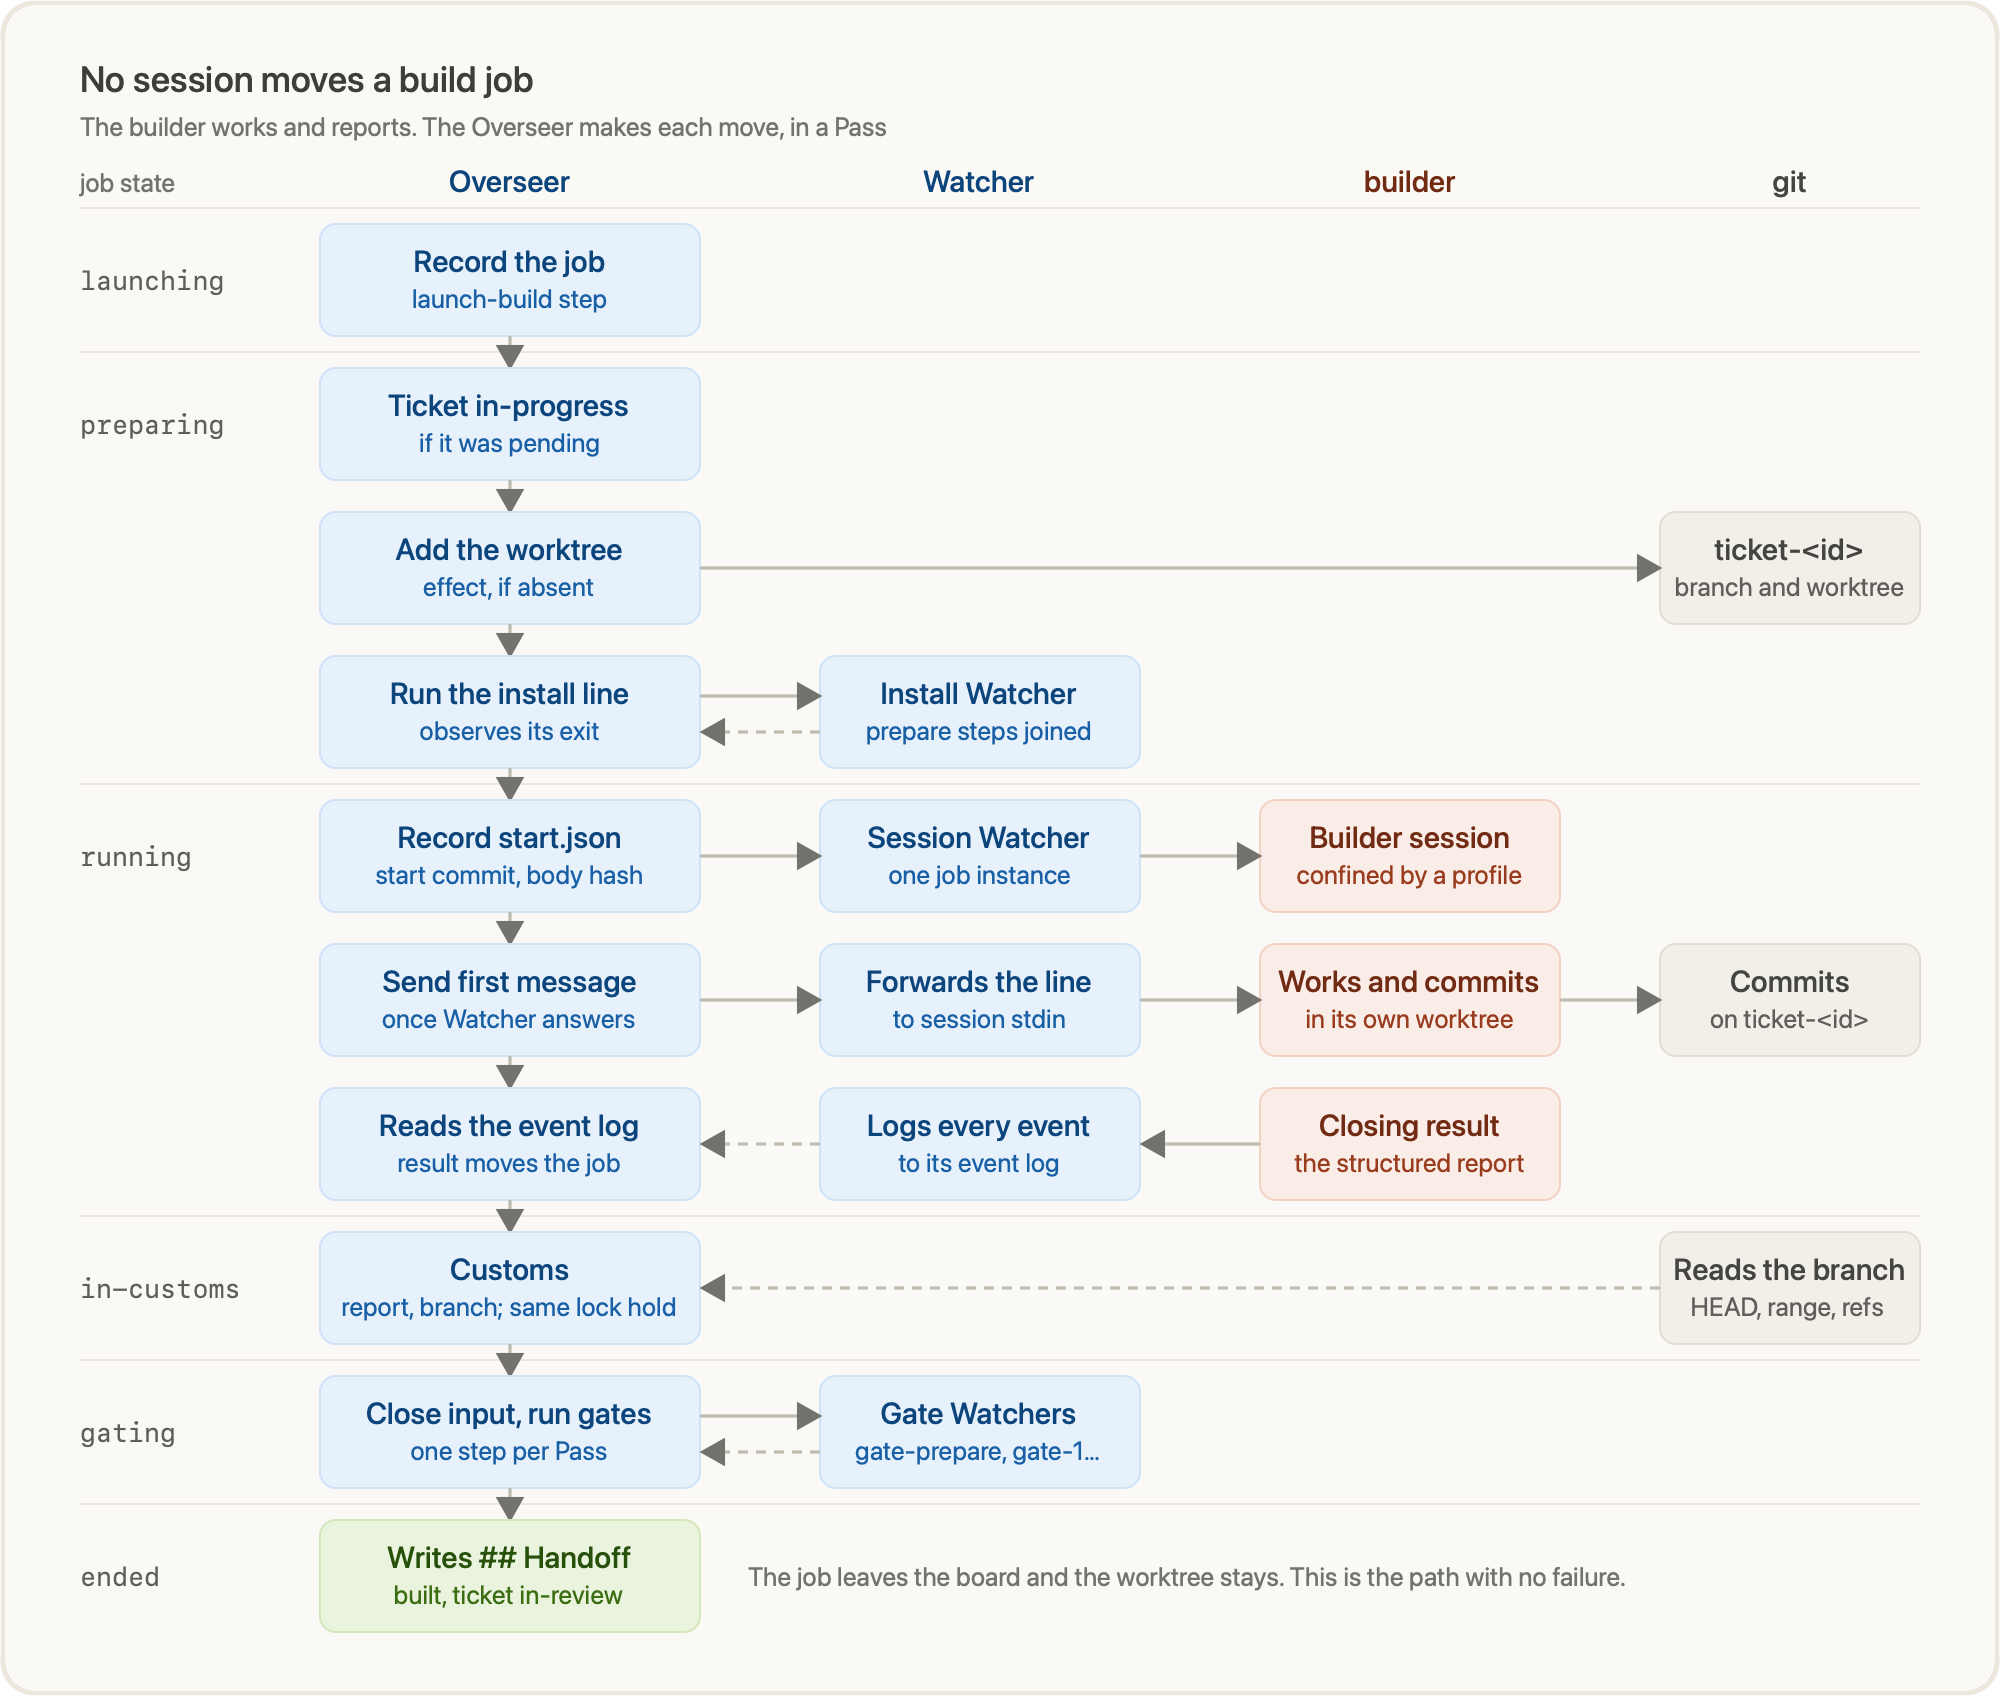 No session moves a build job
The builder works and reports. The Overseer makes each move, in a Pass
job state
Overseer
Watcher
builder
git
launching
Record the job
launch-build step
preparing
Ticket in-progress
if it was pending
Add the worktree
effect, if absent
ticket-<id>
branch and worktree
Run the install line
observes its exit
Install Watcher
prepare steps joined
running
Record start.json
start commit, body hash
Session Watcher
one job instance
Builder session
confined by a profile
Send first message
once Watcher answers
Forwards the line
to session stdin
Works and commits
in its own worktree
Commits
on ticket-<id>
Reads the event log
result moves the job
Logs every event
to its event log
Closing result
the structured report
in-customs
Customs
report, branch; same lock hold
Reads the branch
HEAD, range, refs
gating
Close input, run gates
one step per Pass
Gate Watchers
gate-prepare, gate-1...
ended
Writes ## Handoff
built, ticket in-review
The job leaves the board and the worktree stays. This is the path with no failure.